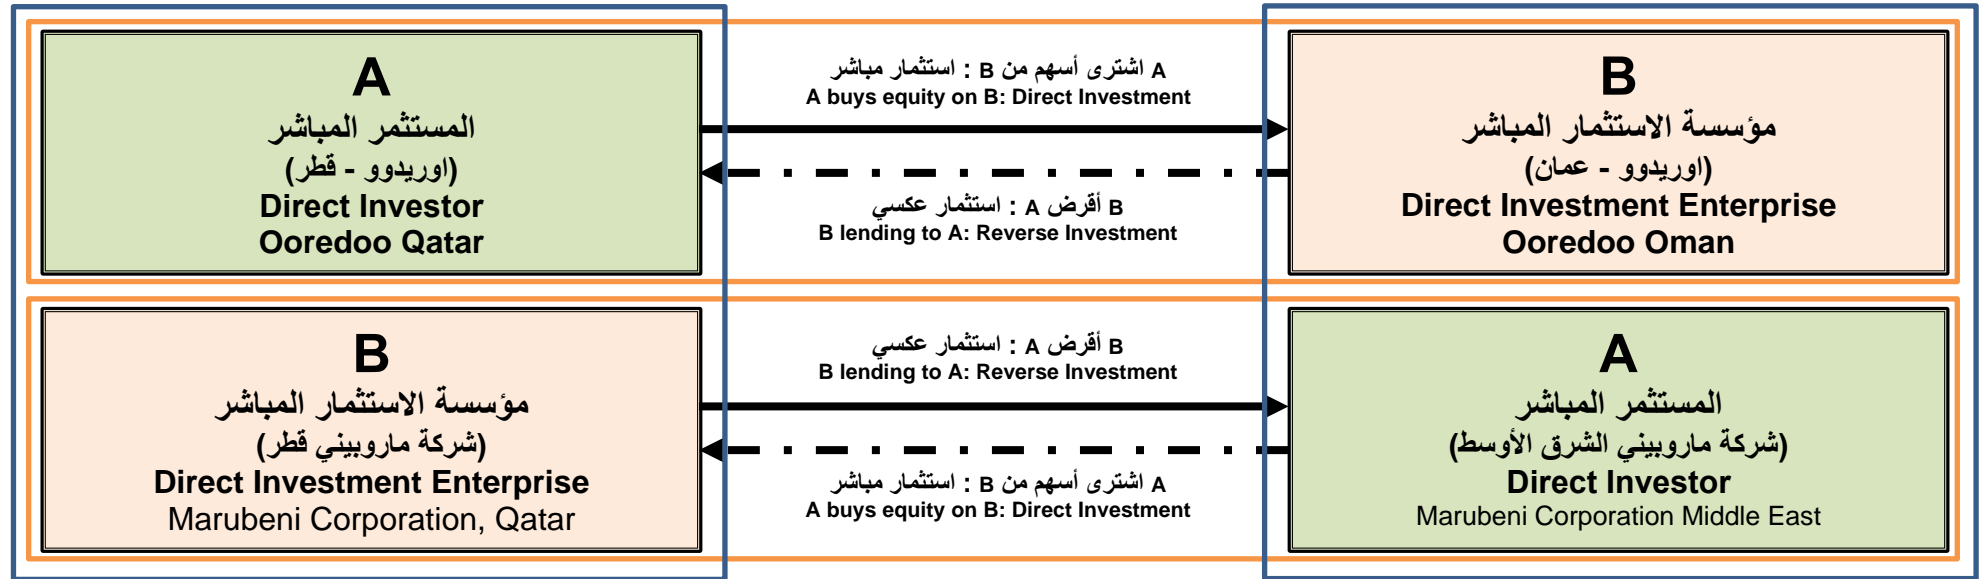 A
المستثمر المباشر
(اوريدوو - قطر)
Direct Investor
Ooredoo Qatar
A اشترى أسهم من B : استثمار مباشر
A buys equity on B: Direct Investment
B أقرض A : استثمار عكسي
B lending to A: Reverse Investment
B
مؤسسة الاستثمار المباشر
(اوريدوو - عمان)
Direct Investment Enterprise
Ooredoo Oman
B
مؤسسة الاستثمار المباشر
(شركة ماروبيني قطر)
Direct Investment Enterprise
Marubeni Corporation, Qatar
B أقرض A : استثمار عكسي
B lending to A: Reverse Investment
A اشترى أسهم من B : استثمار مباشر
A buys equity on B: Direct Investment
A
المستثمر المباشر
(شركة ماروبيني الشرق الأوسط)
Direct Investor
Marubeni Corporation Middle East